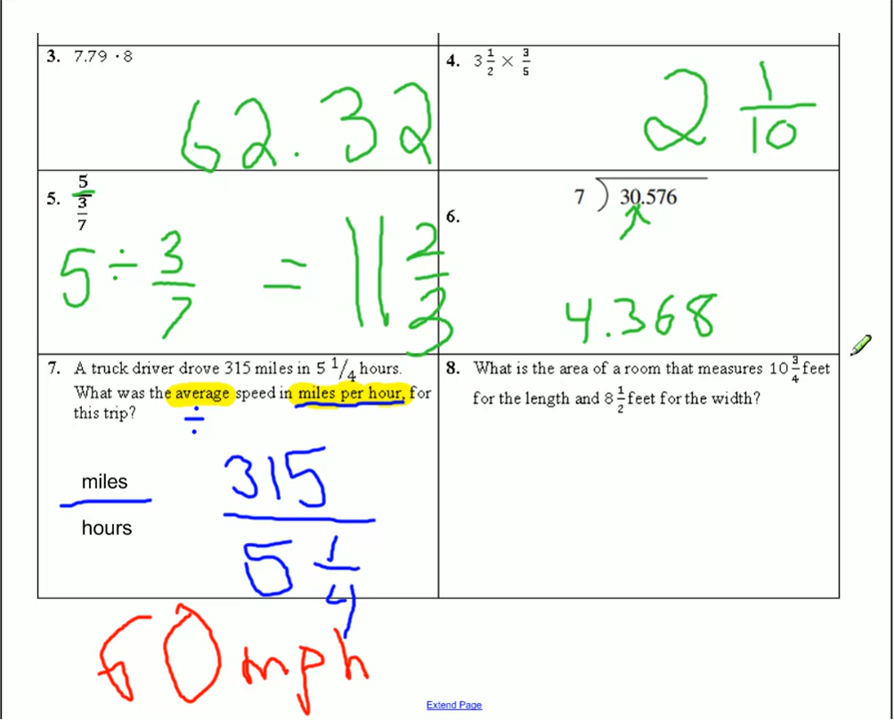 3. 7.79 · 8
62.32
4. 3 1/2 × 3/5
2 1/10
5. 5/(3/7)
5 ÷ 3/7 = 11 2/3
6. 7 ) 30.576
4.368
7. A truck driver drove 315 miles in 5 1/4 hours.
What was the average speed in miles per hour, for
this trip?
÷
miles
hours
315
5 1/4
60 mph
8. What is the area of a room that measures 10 3/4 feet
for the length and 8 1/2 feet for the width?
Extend Page